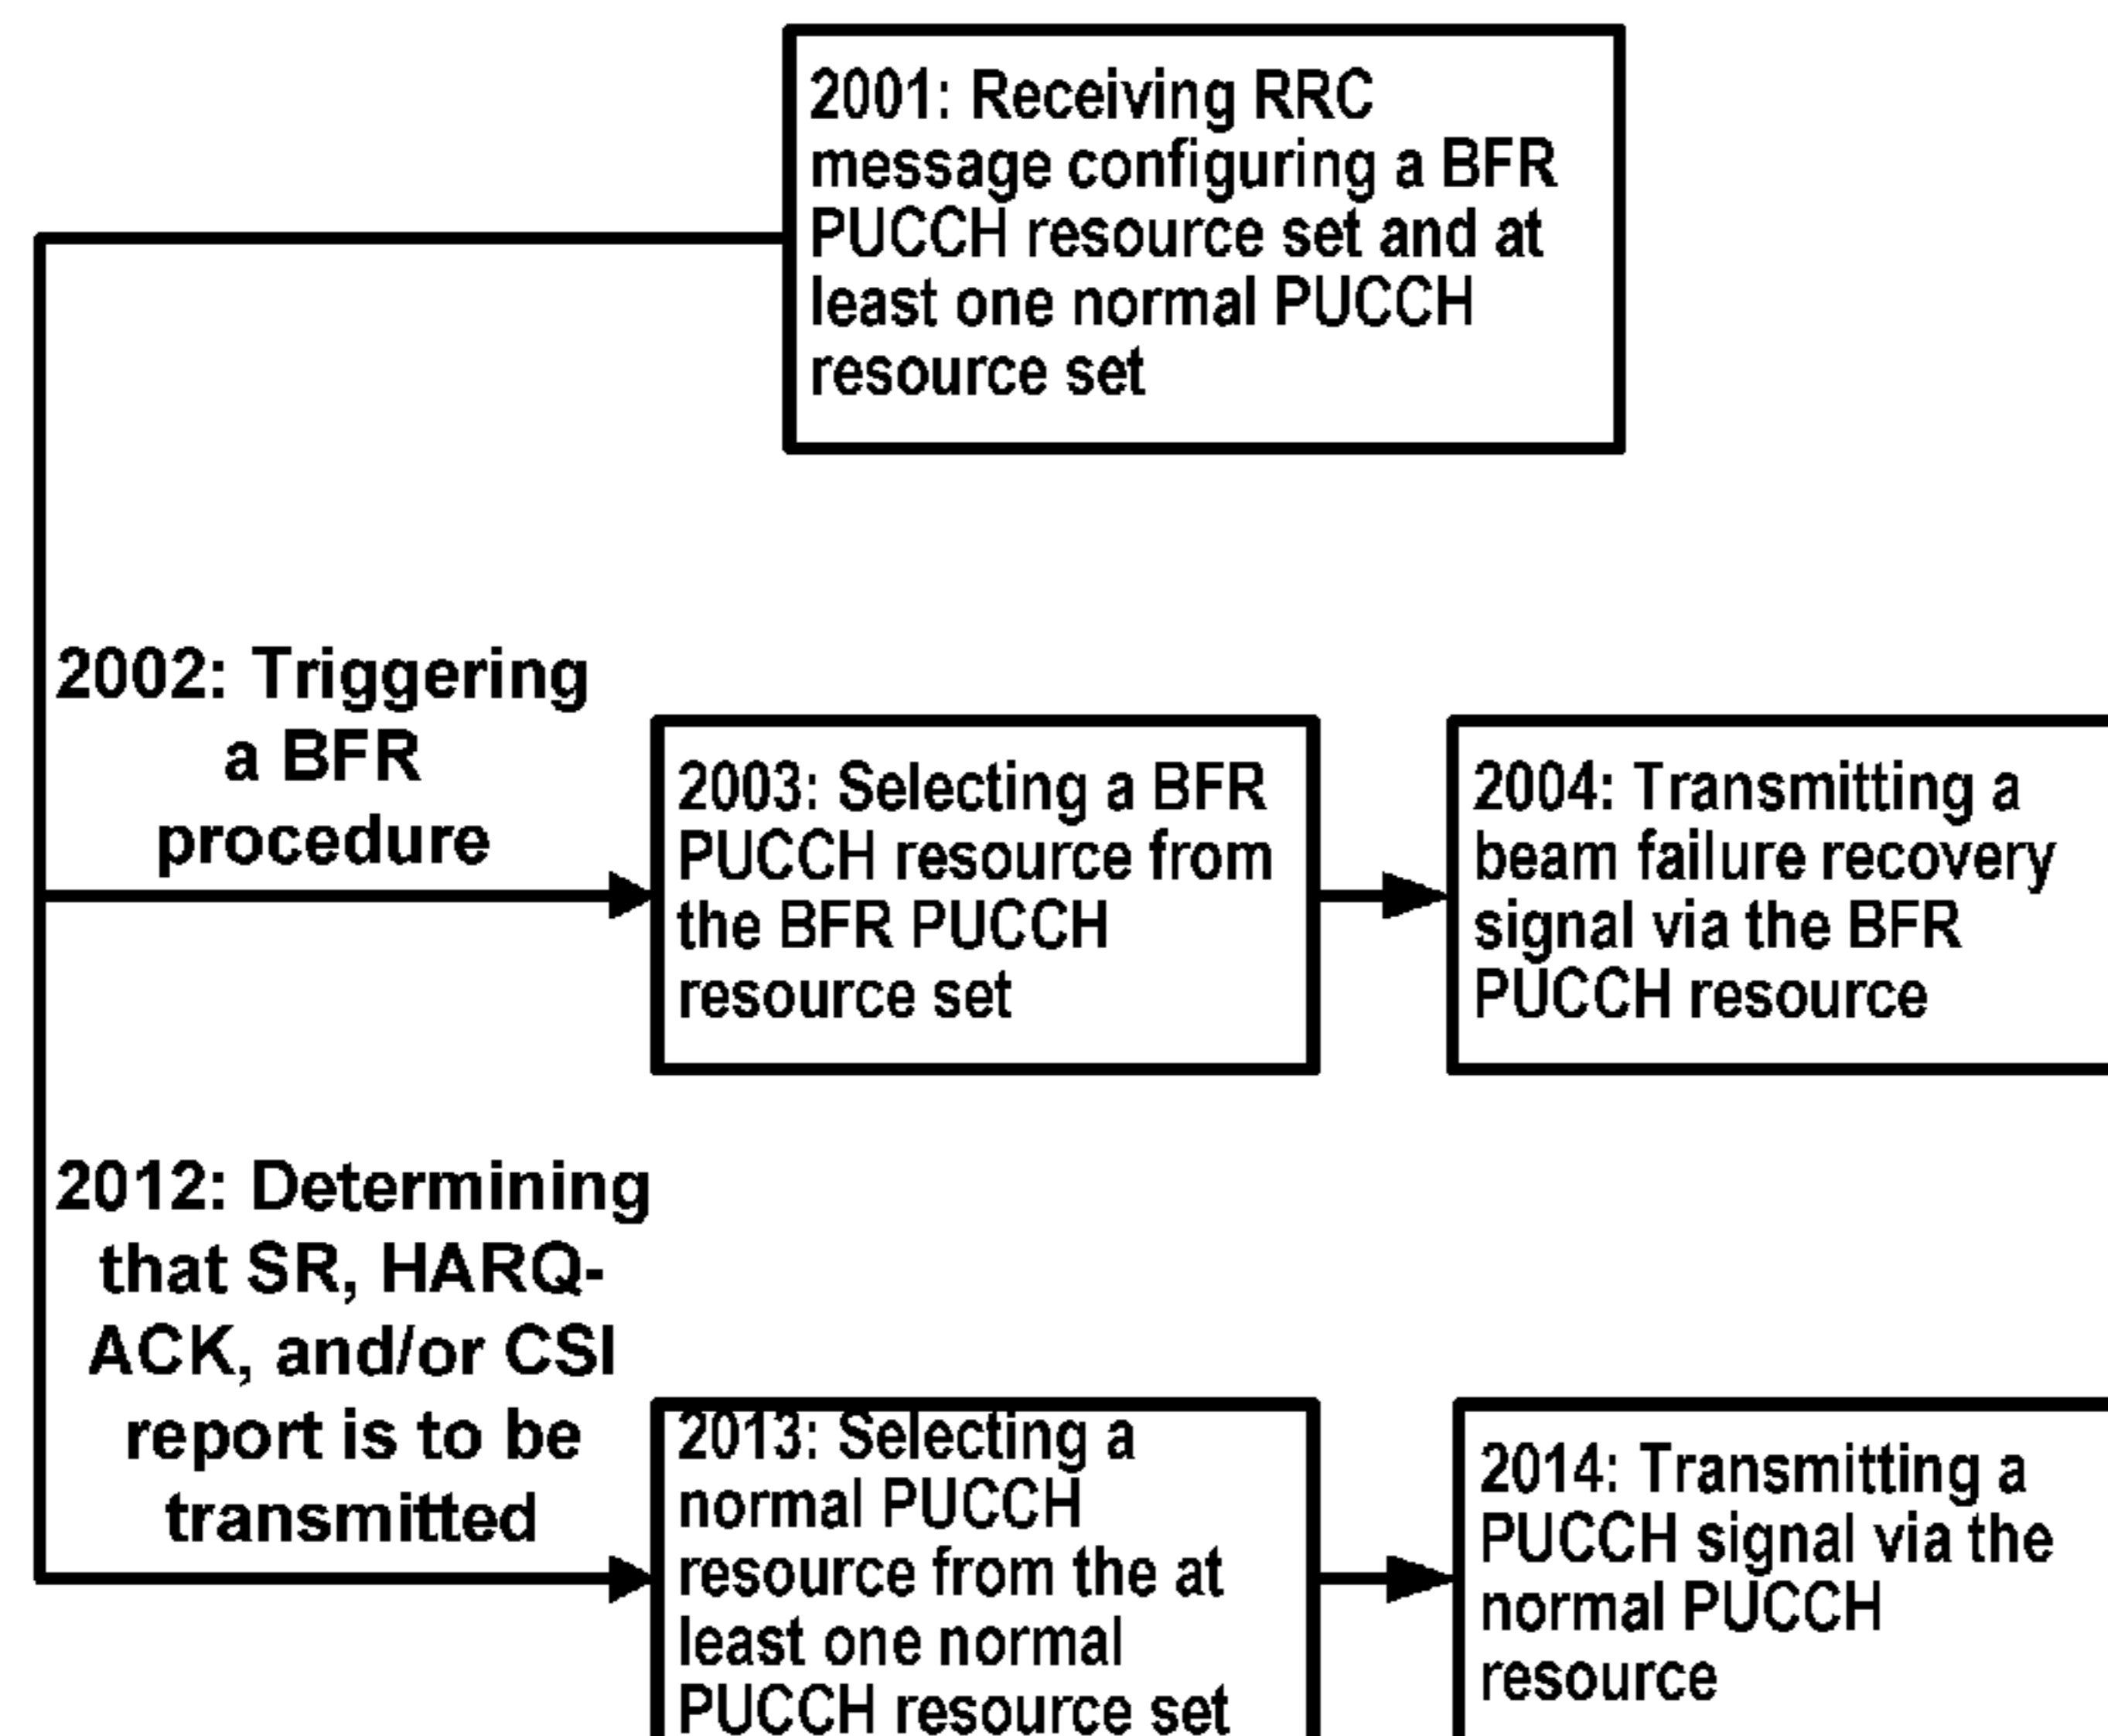 2001: Receiving RRC
message configuring a BFR
PUCCH resource set and at
least one normal PUCCH
resource set
2002: Triggering
a BFR
procedure
2003: Selecting a BFR
PUCCH resource from
the BFR PUCCH
resource set
2004: Transmitting a
beam failure recovery
signal via the BFR
PUCCH resource
2012: Determining
that SR, HARQ-
ACK, and/or CSI
report is to be
transmitted
2013: Selecting a
normal PUCCH
resource from the at
least one normal
PUCCH resource set
2014: Transmitting a
PUCCH signal via the
normal PUCCH
resource